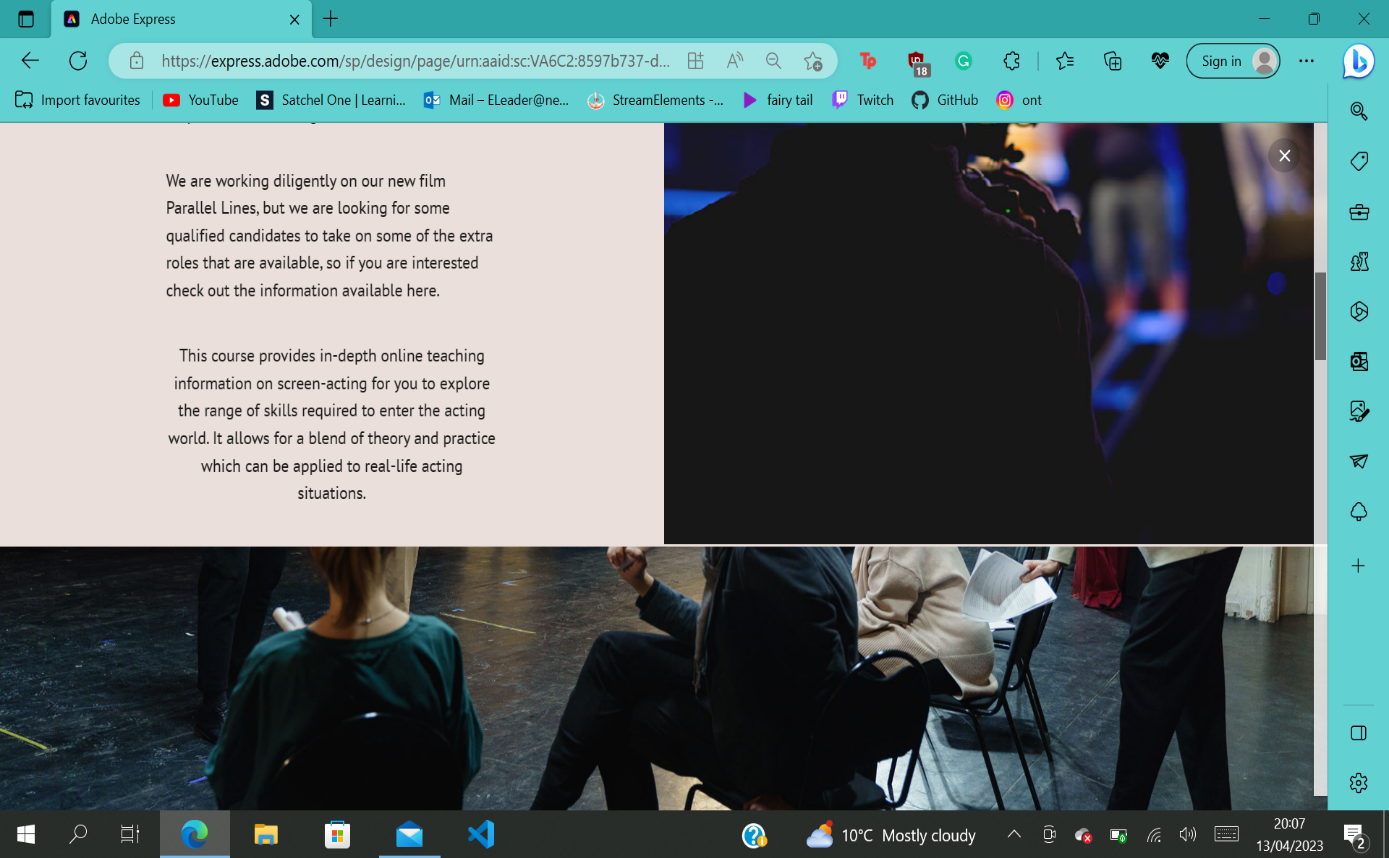 Adobe Express
https://express.adobe.com/sp/design/page/urn:aaid:sc:VA6C2:8597b737-d...
18
Sign in
Import favourites
YouTube
S
Satchel One | Learni...
Mail – ELeader@ne...
StreamElements -...
fairy tail
Twitch
GitHub
ont
We are working diligently on our new film
Parallel Lines, but we are looking for some
qualified candidates to take on some of the extra
roles that are available, so if you are interested
check out the information available here.
This course provides in-depth online teaching
information on screen-acting for you to explore
the range of skills required to enter the acting
world. It allows for a blend of theory and practice
which can be applied to real-life acting
situations.
10°C Mostly cloudy
20:07
13/04/2023
2